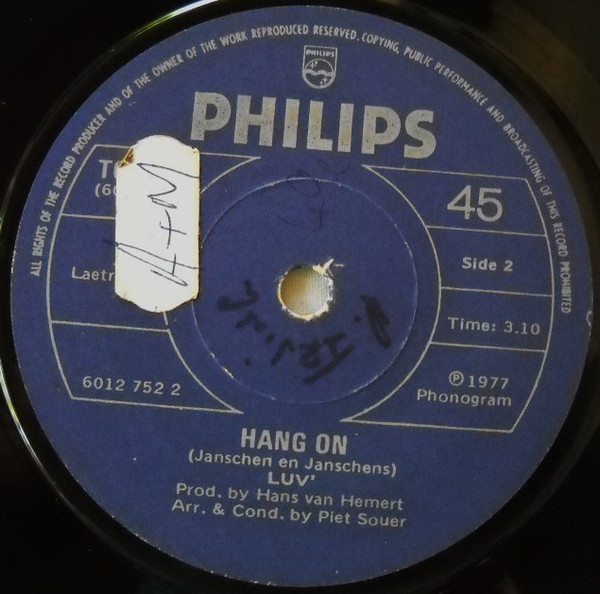 ALL RIGHTS OF THE RECORD PRODUCER AND OF THE OWNER OF THE WORK REPRODUCED RESERVED. COPYING, PUBLIC PERFORMANCE AND BROADCASTING OF THIS RECORD PROHIBITED
PHILIPS
PHILIPS
A+M
45
Side 2
Time: 3.10
Ⓟ 1977
Phonogram
6012 752 2
HANG ON
(Janschen en Janschens)
LUV'
Prod. by Hans van Hemert
Arr. & Cond. by Piet Souer